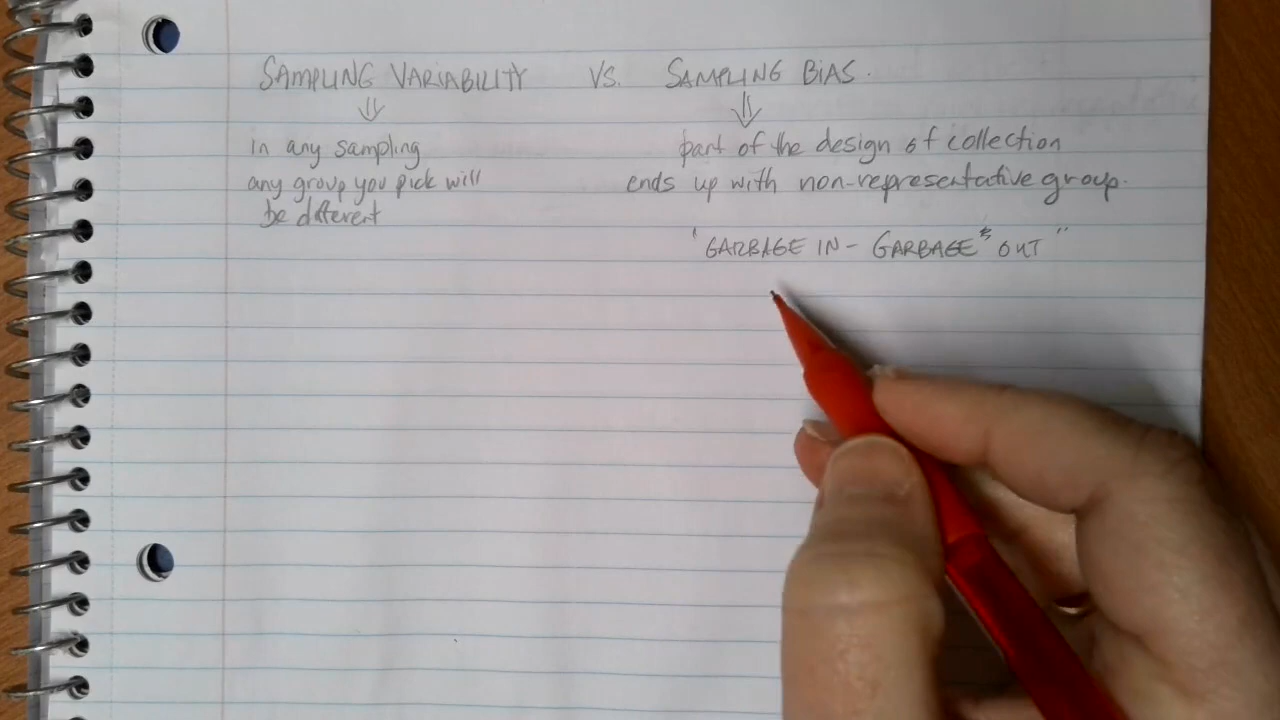 SAMPLING VARIABILITY VS. SAMPLING BIAS.
in any sampling
any group you pick will
be different
part of the design of collection
ends up with non-representative group.
"GARBAGE IN - GARBAGE OUT"